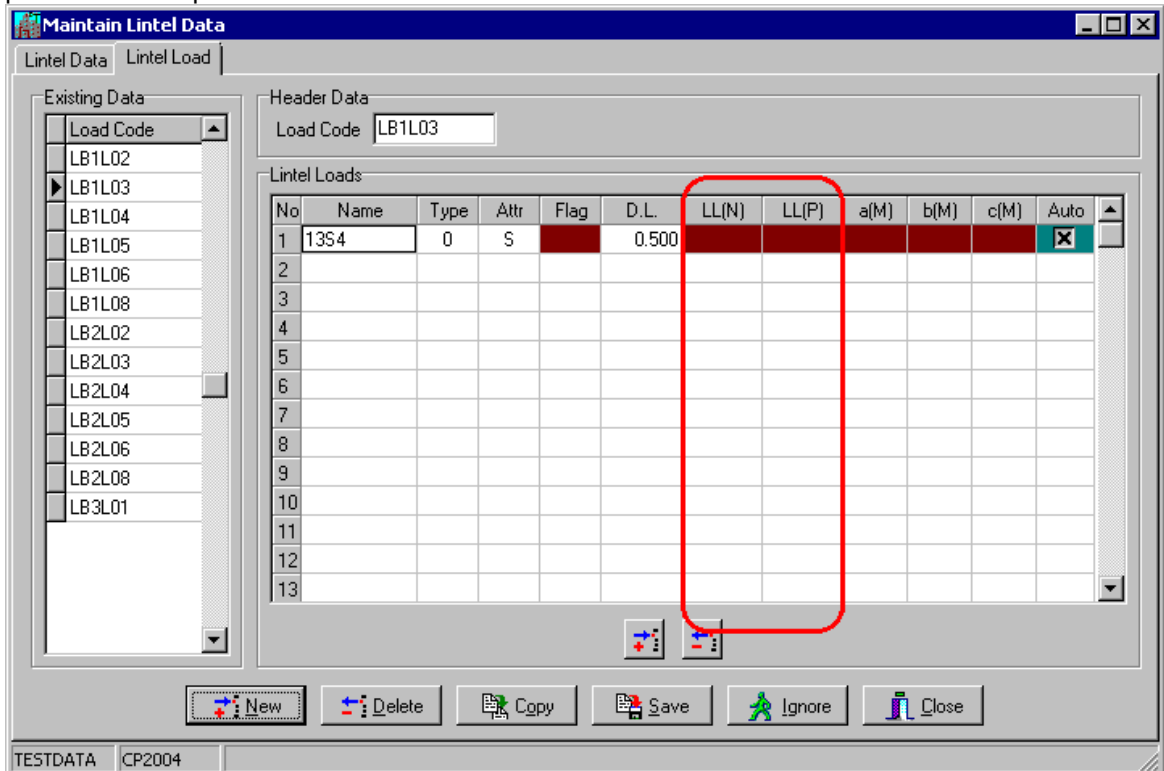 Maintain Lintel Data
Lintel Data Lintel Load
Existing Data
Load Code
LB1L02
LB1L03
LB1L04
LB1L05
LB1L06
LB1L08
LB2L02
LB2L03
LB2L04
LB2L05
LB2L06
LB2L08
LB3L01
Header Data
Load Code LB1L03
Lintel Loads
No Name Type Attr Flag D.L. LL(N) LL(P) a(M) b(M) c(M) Auto
1 13S4 0 S 0.500
2
3
4
5
6
7
8
9
10
11
12
13
New Delete Copy Save Ignore Close
TESTDATA CP2004